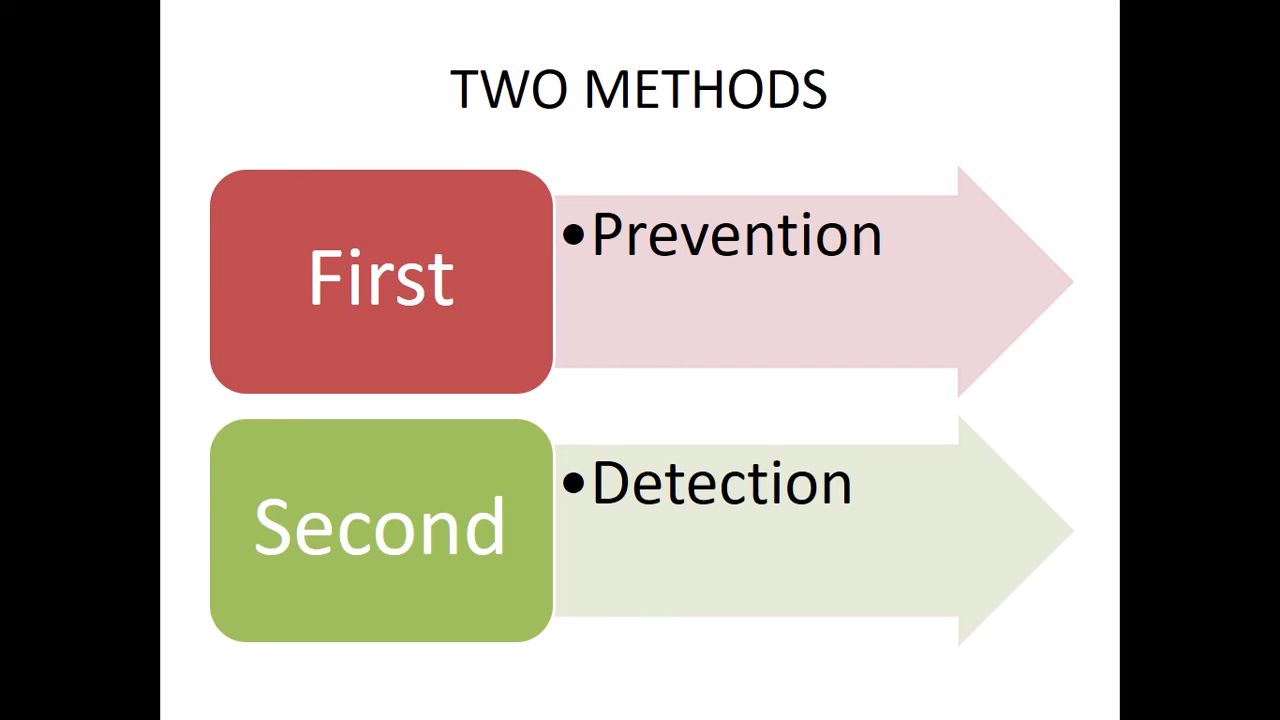 TWO METHODS
First
•Prevention
Second
•Detection